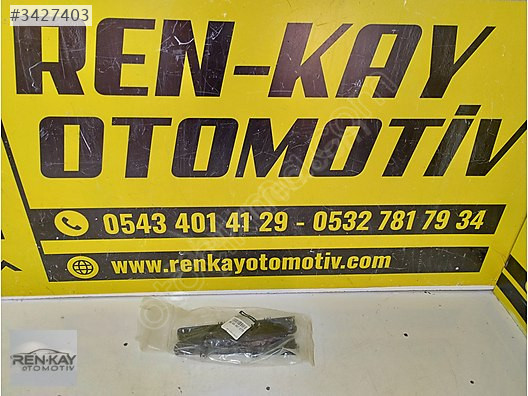 #3427403
REN-KAY
OTOMOTİV
0543 401 41 29 - 0532 781 79 34
www.renkayotomotiv.com
REN-KAY
OTOMOTİV